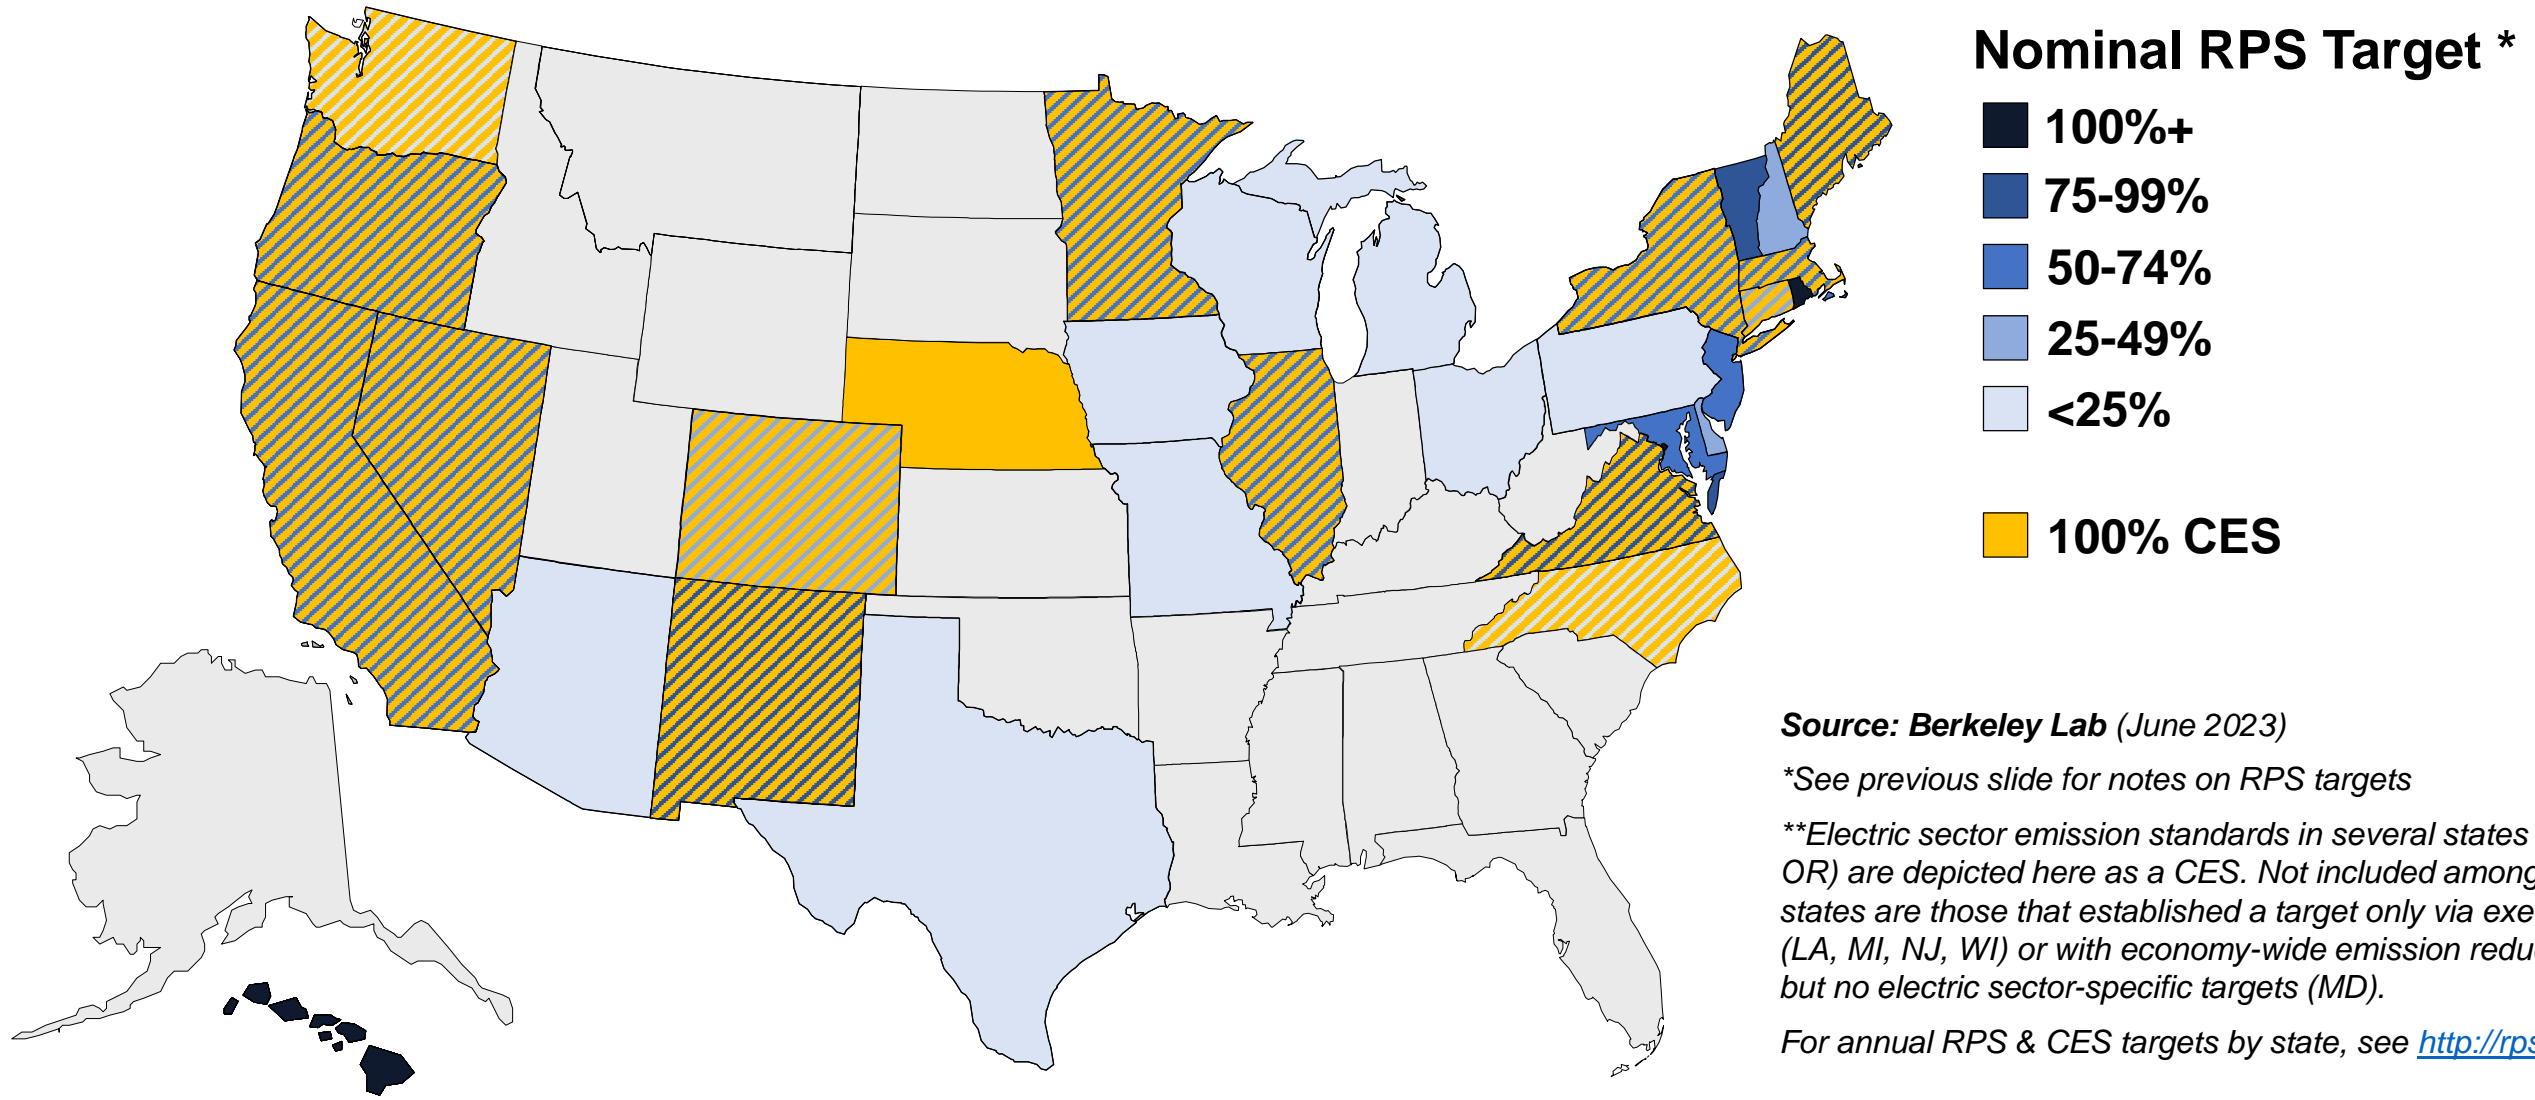 Nominal RPS Target *
100%+
75-99%
50-74%
25-49%
<25%
100% CES
Source: Berkeley Lab (June 2023)
*See previous slide for notes on RPS targets
**Electric sector emission standards in several states
OR) are depicted here as a CES. Not included among
states are those that established a target only via exe
(LA, MI, NJ, WI) or with economy-wide emission redu
but no electric sector-specific targets (MD).
For annual RPS & CES targets by state, see http://rps